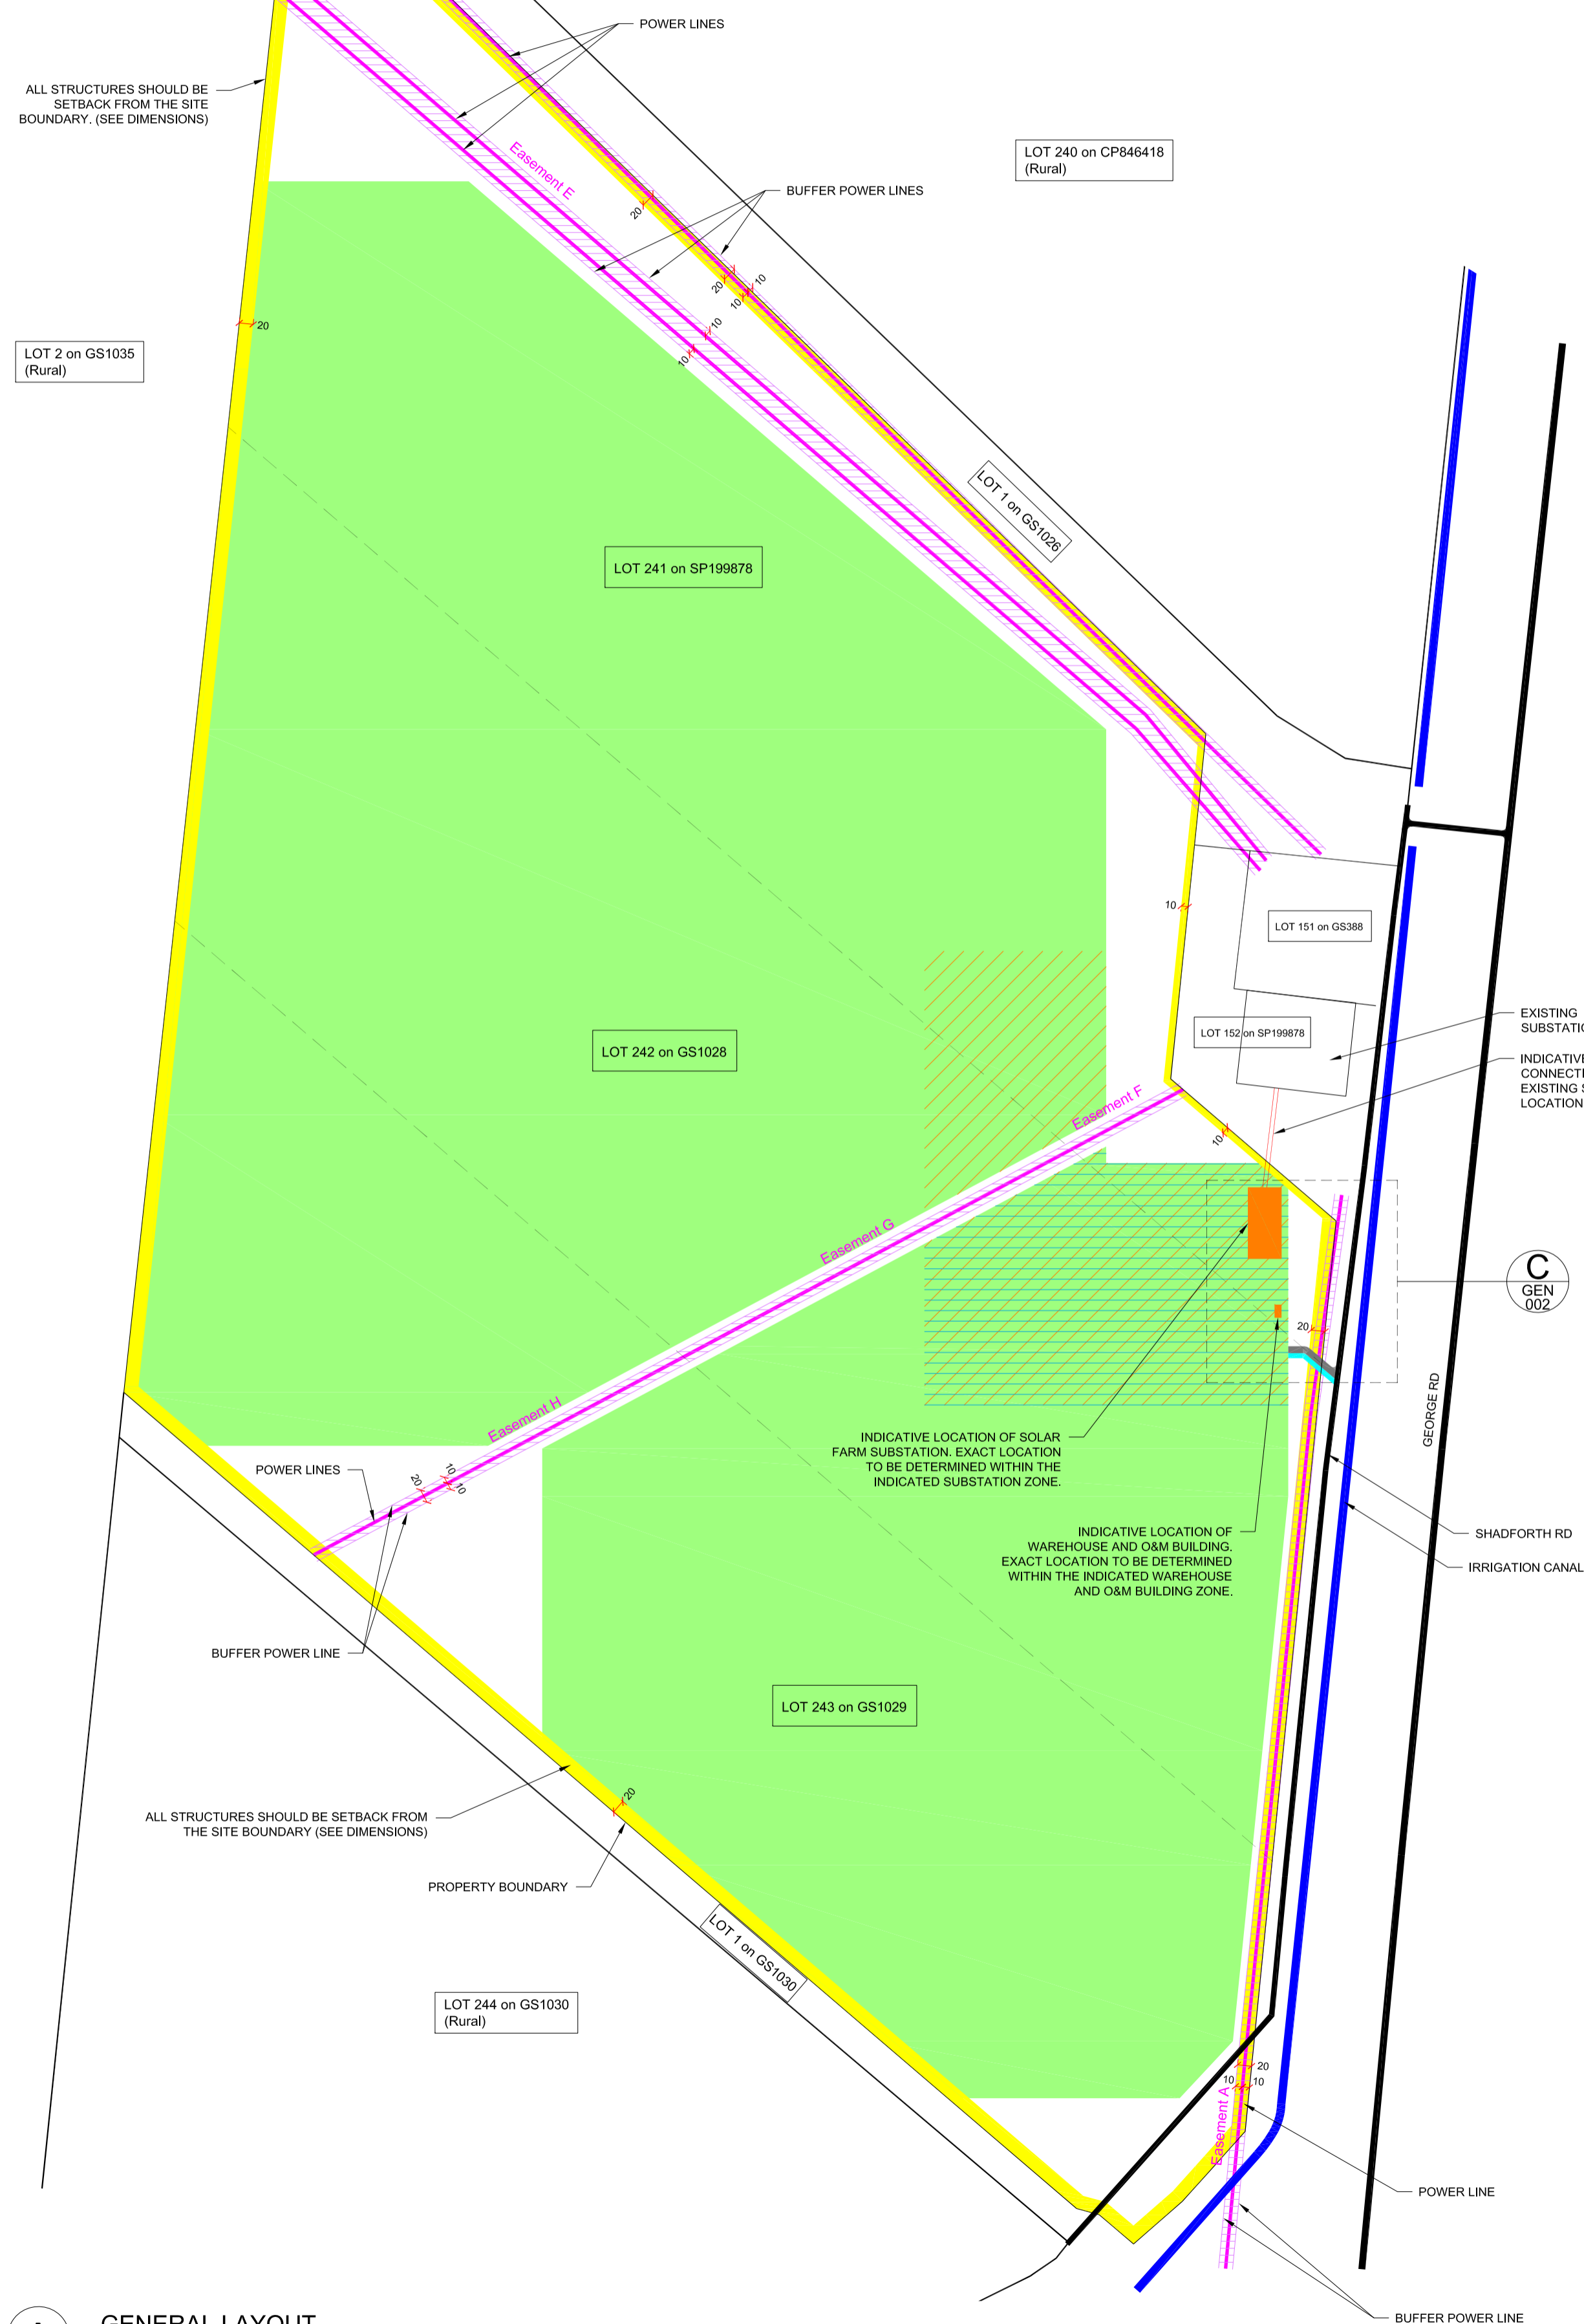 POWER LINES
ALL STRUCTURES SHOULD BE
SETBACK FROM THE SITE
BOUNDARY. (SEE DIMENSIONS)
LOT 240 on CP846418
(Rural)
Easement E
BUFFER POWER LINES
20
20
10
10
10
10
20
LOT 2 on GS1035
(Rural)
LOT 1 on GS1026
LOT 241 on SP199878
10
LOT 151 on GS388
LOT 152 on SP199878
EXISTING
SUBSTATIO
INDICATIVE
CONNECTI
EXISTING S
LOCATION
LOT 242 on GS1028
Easement F
10
Easement G
C
GEN
002
20
Easement H
GEORGE RD
INDICATIVE LOCATION OF SOLAR
FARM SUBSTATION. EXACT LOCATION
TO BE DETERMINED WITHIN THE
INDICATED SUBSTATION ZONE.
POWER LINES
20
10
10
INDICATIVE LOCATION OF
WAREHOUSE AND O&M BUILDING.
EXACT LOCATION TO BE DETERMINED
WITHIN THE INDICATED WAREHOUSE
AND O&M BUILDING ZONE.
SHADFORTH RD
IRRIGATION CANAL
BUFFER POWER LINE
LOT 243 on GS1029
20
ALL STRUCTURES SHOULD BE SETBACK FROM
THE SITE BOUNDARY (SEE DIMENSIONS)
PROPERTY BOUNDARY
LOT 1 on GS1030
LOT 244 on GS1030
(Rural)
20
10
10
Easement A
POWER LINE
BUFFER POWER LINE
GENERAL LAYOUT